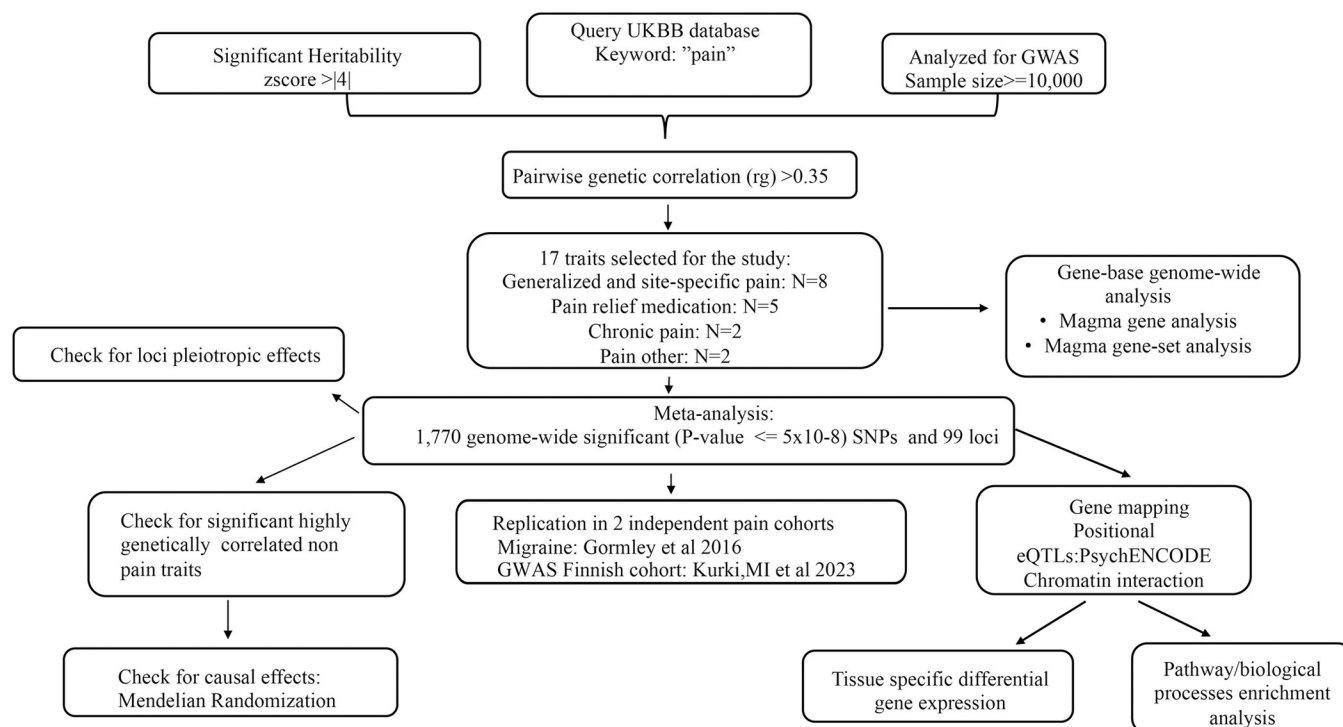 Significant Heritability
zscore >|4|
Query UKBB database
Keyword: ”pain”
Analyzed for GWAS
Sample size>=10,000
Pairwise genetic correlation (rg) >0.35
17 traits selected for the study:
Generalized and site-specific pain: N=8
Pain relief medication: N=5
Chronic pain: N=2
Pain other: N=2
Gene-base genome-wide
analysis
• Magma gene analysis
• Magma gene-set analysis
Check for loci pleiotropic effects
Meta-analysis:
1,770 genome-wide significant (P-value <= 5x10-8) SNPs and 99 loci
Check for significant highly
genetically correlated non
pain traits
Replication in 2 independent pain cohorts
Migraine: Gormley et al 2016
GWAS Finnish cohort: Kurki,MI et al 2023
Gene mapping
Positional
eQTLs:PsychENCODE
Chromatin interaction
Check for causal effects:
Mendelian Randomization
Tissue specific differential
gene expression
Pathway/biological
processes enrichment
analysis